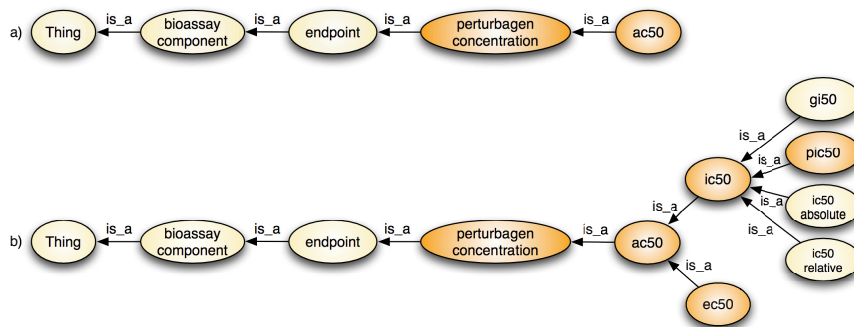 a)
Thing
is_a
bioassay
component
is_a
endpoint
is_a
perturbagen
concentration
is_a
ac50
b)
Thing
is_a
bioassay
component
is_a
endpoint
is_a
perturbagen
concentration
is_a
ac50
is_a
ic50
is_a
gi50
is_a
pic50
is_a
ic50
absolute
is_a
ic50
relative
is_a
ec50